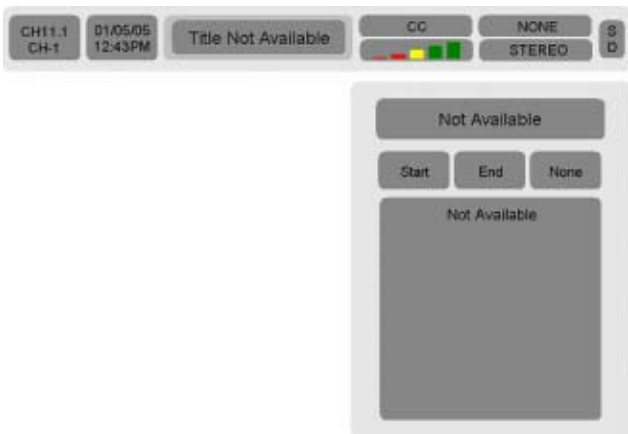 CH11.1
CH-1
01/05/05
12:43PM
Title Not Available
CC
NONE
STEREO
S
D
Not Available
Start
End
None
Not Available